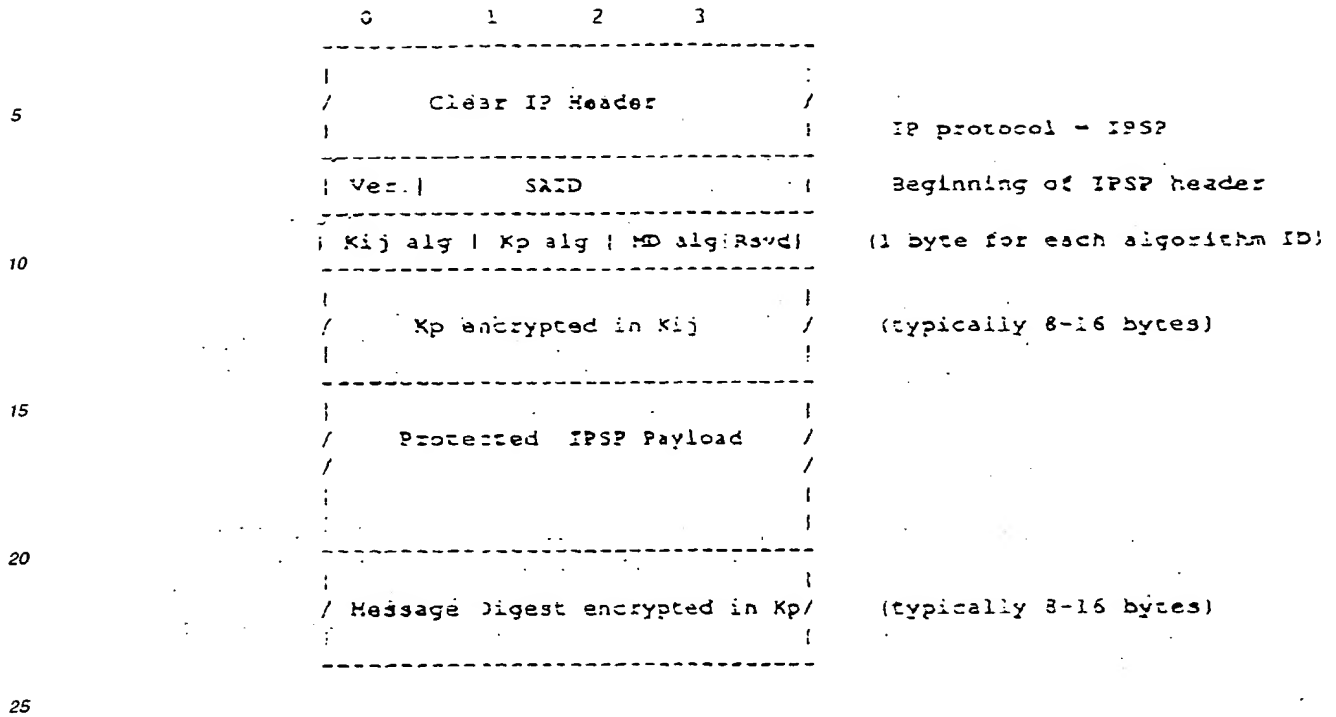 0 1 2 3
Clear IP Header
5
IP protocol = IPSP
| Ver.| SAID | Beginning of IPSP header
| Kij alg | Kp alg | MD alg|Rsvd| (1 byte for each algorithm ID)
10
/ Kp encrypted in Kij / (typically 8-16 bytes)
15
/ Protected IPSP Payload /
20
/ Message Digest encrypted in Kp/ (typically 8-16 bytes)
25